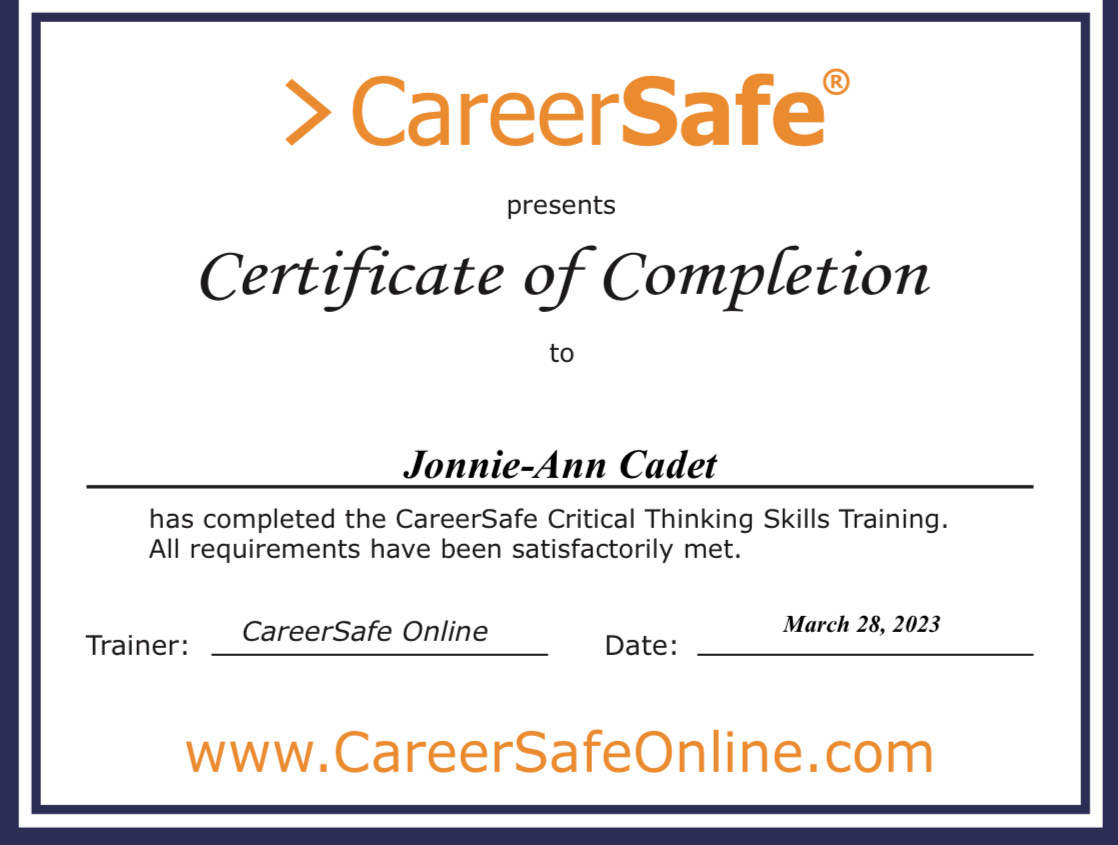 > CareerSafe®
presents
Certificate of Completion
to
Jonnie-Ann Cadet
has completed the CareerSafe Critical Thinking Skills Training.
All requirements have been satisfactorily met.
Trainer: CareerSafe Online Date: March 28, 2023
www.CareerSafeOnline.com